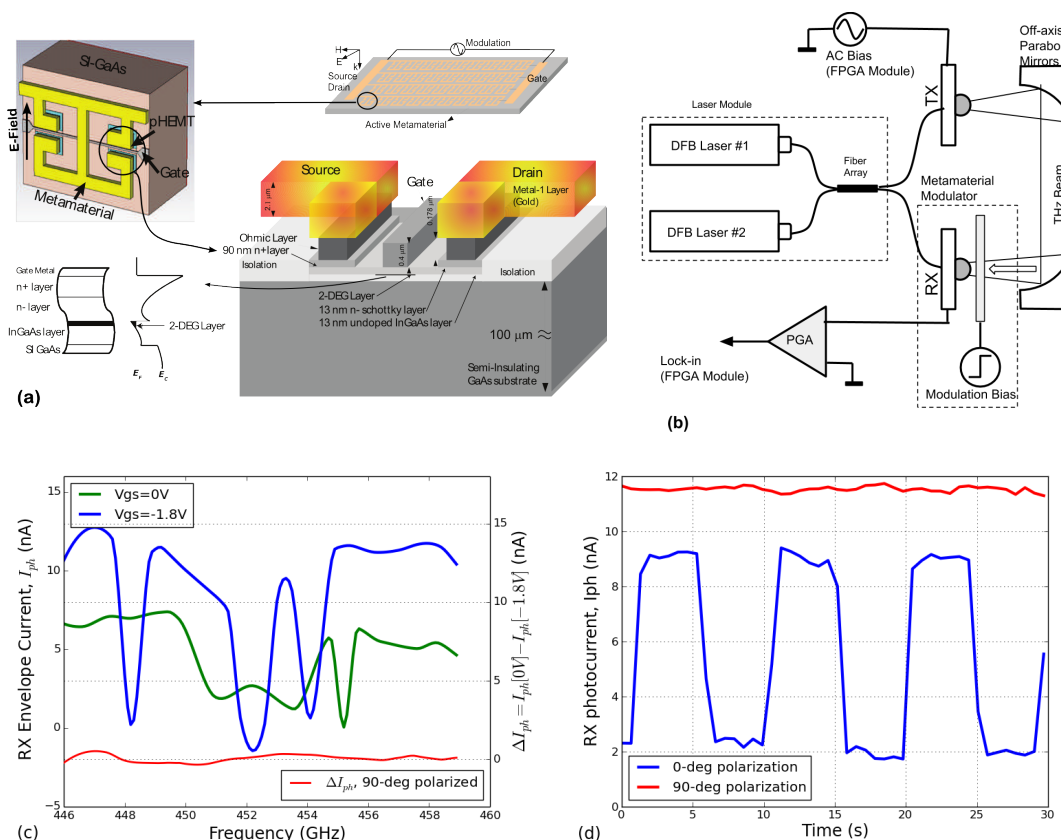 SI-GaAs
E-Field
pHEMT
Gate
Metamaterial
H
E
k
Source
Drain
Modulation
Gate
Active Metamaterial
Source
Gate
Drain
Metal-1 Layer
(Gold)
2.1 μm
0.178 μm
0.4 μm
Ohmic Layer
90 nm n+layer
Isolation
Isolation
2-DEG Layer
13 nm n- schottky layer
13 nm undoped InGaAs layer
100 μm
Semi-Insulating
GaAs substrate
Gate Metal
n+ layer
n- layer
InGaAs layer
SI GaAs
2-DEG Layer
E_F
E_C
(a)
AC Bias
(FPGA Module)
Off-axis
Parabo
Mirrors
TX
Laser Module
DFB Laser #1
DFB Laser #2
Fiber
Array
Metamaterial
Modulator
THz Beam
RX
PGA
Lock-in
(FPGA Module)
Modulation Bias
(b)
Vgs=0V
Vgs=-1.8V
RX Envelope Current, I_ph (nA)
15
10
5
0
−5
15
10
5
0
ΔI_ph = I_ph[0V] − I_ph[−1.8V] (nA)
ΔI_ph, 90-deg polarized
446 448 450 452 454 456 458 460
Frequency (GHz)
(c)
RX photocurrent, Iph (nA)
12
10
8
6
4
2
0
0-deg polarization
90-deg polarization
0 5 10 15 20 25 30
Time (s)
(d)